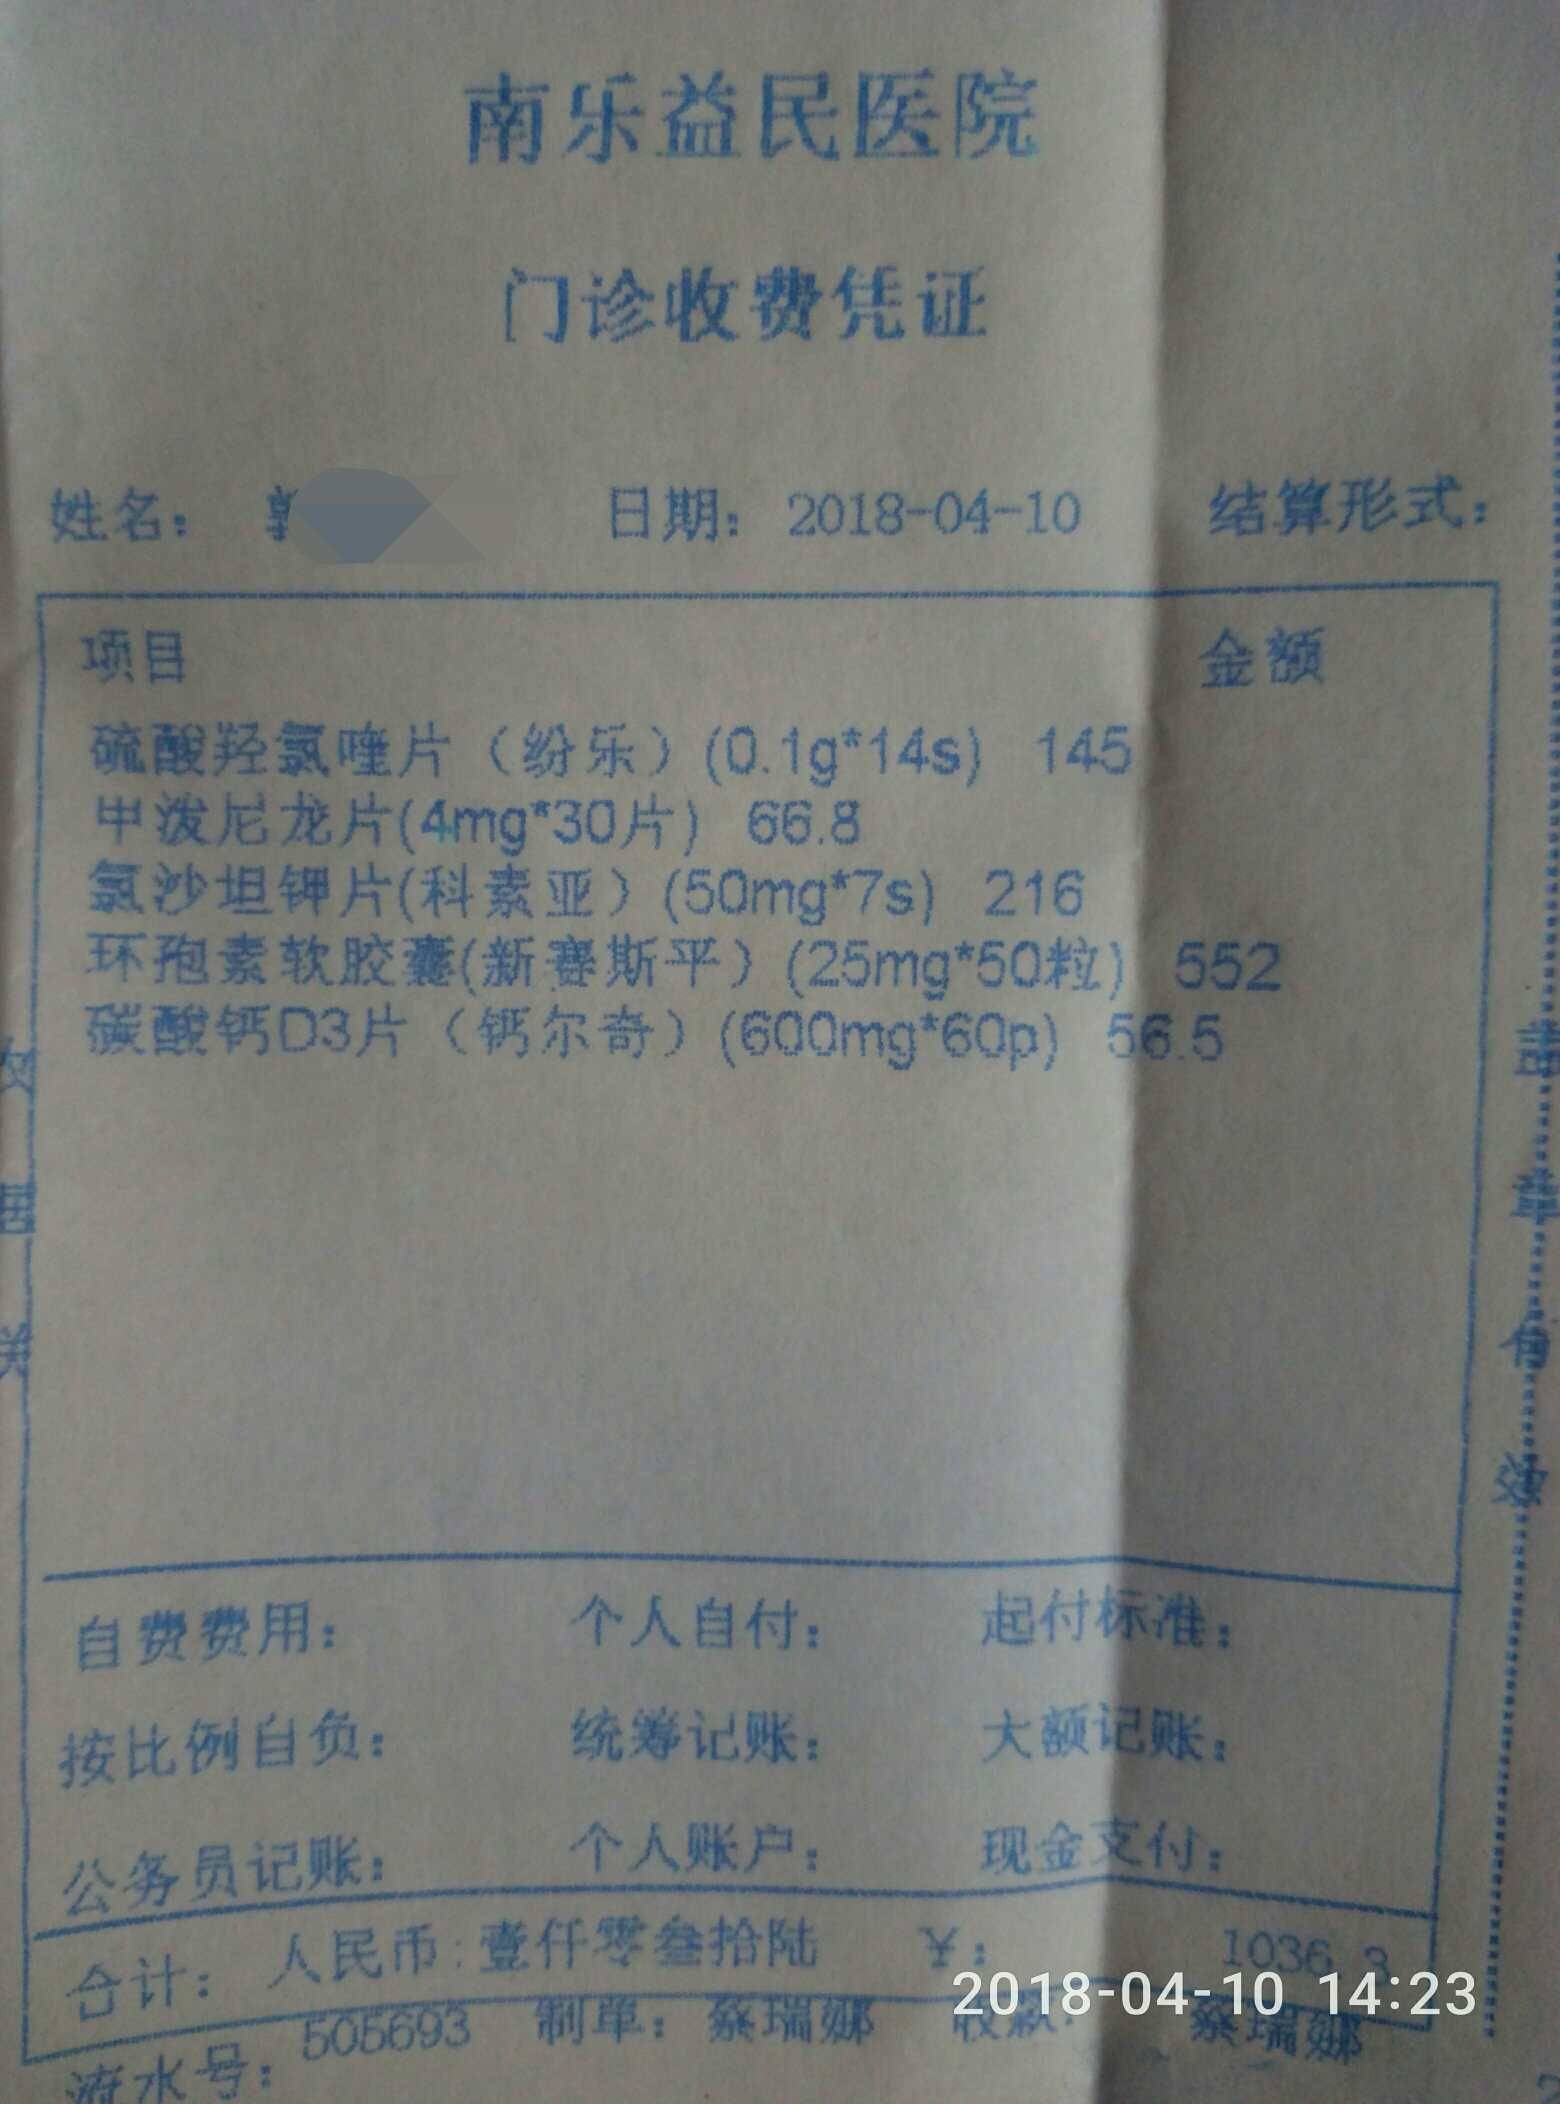 南乐益民医院
门诊收费凭证
姓名： 日期：2018-04-10 结算形式：
项目 金额
硫酸羟氯喹片（纷乐）(0.1g*14s) 145
甲泼尼龙片(4mg*30片) 66.8
氯沙坦钾片(科素亚）(50mg*7s) 216
环孢素软胶囊(新赛斯平）(25mg*50粒) 552
碳酸钙D3片（钙尔奇）(600mg*60p) 56.5
自费费用： 个人自付： 起付标准：
按比例自负： 统筹记账： 大额记账：
公务员记账： 个人账户： 现金支付：
合计： 人民币:壹仟零叁拾陆 ￥： 1036.3
2018-04-10 14:23
流水号：505693 制单：蔡瑞娜 收款：蔡瑞娜